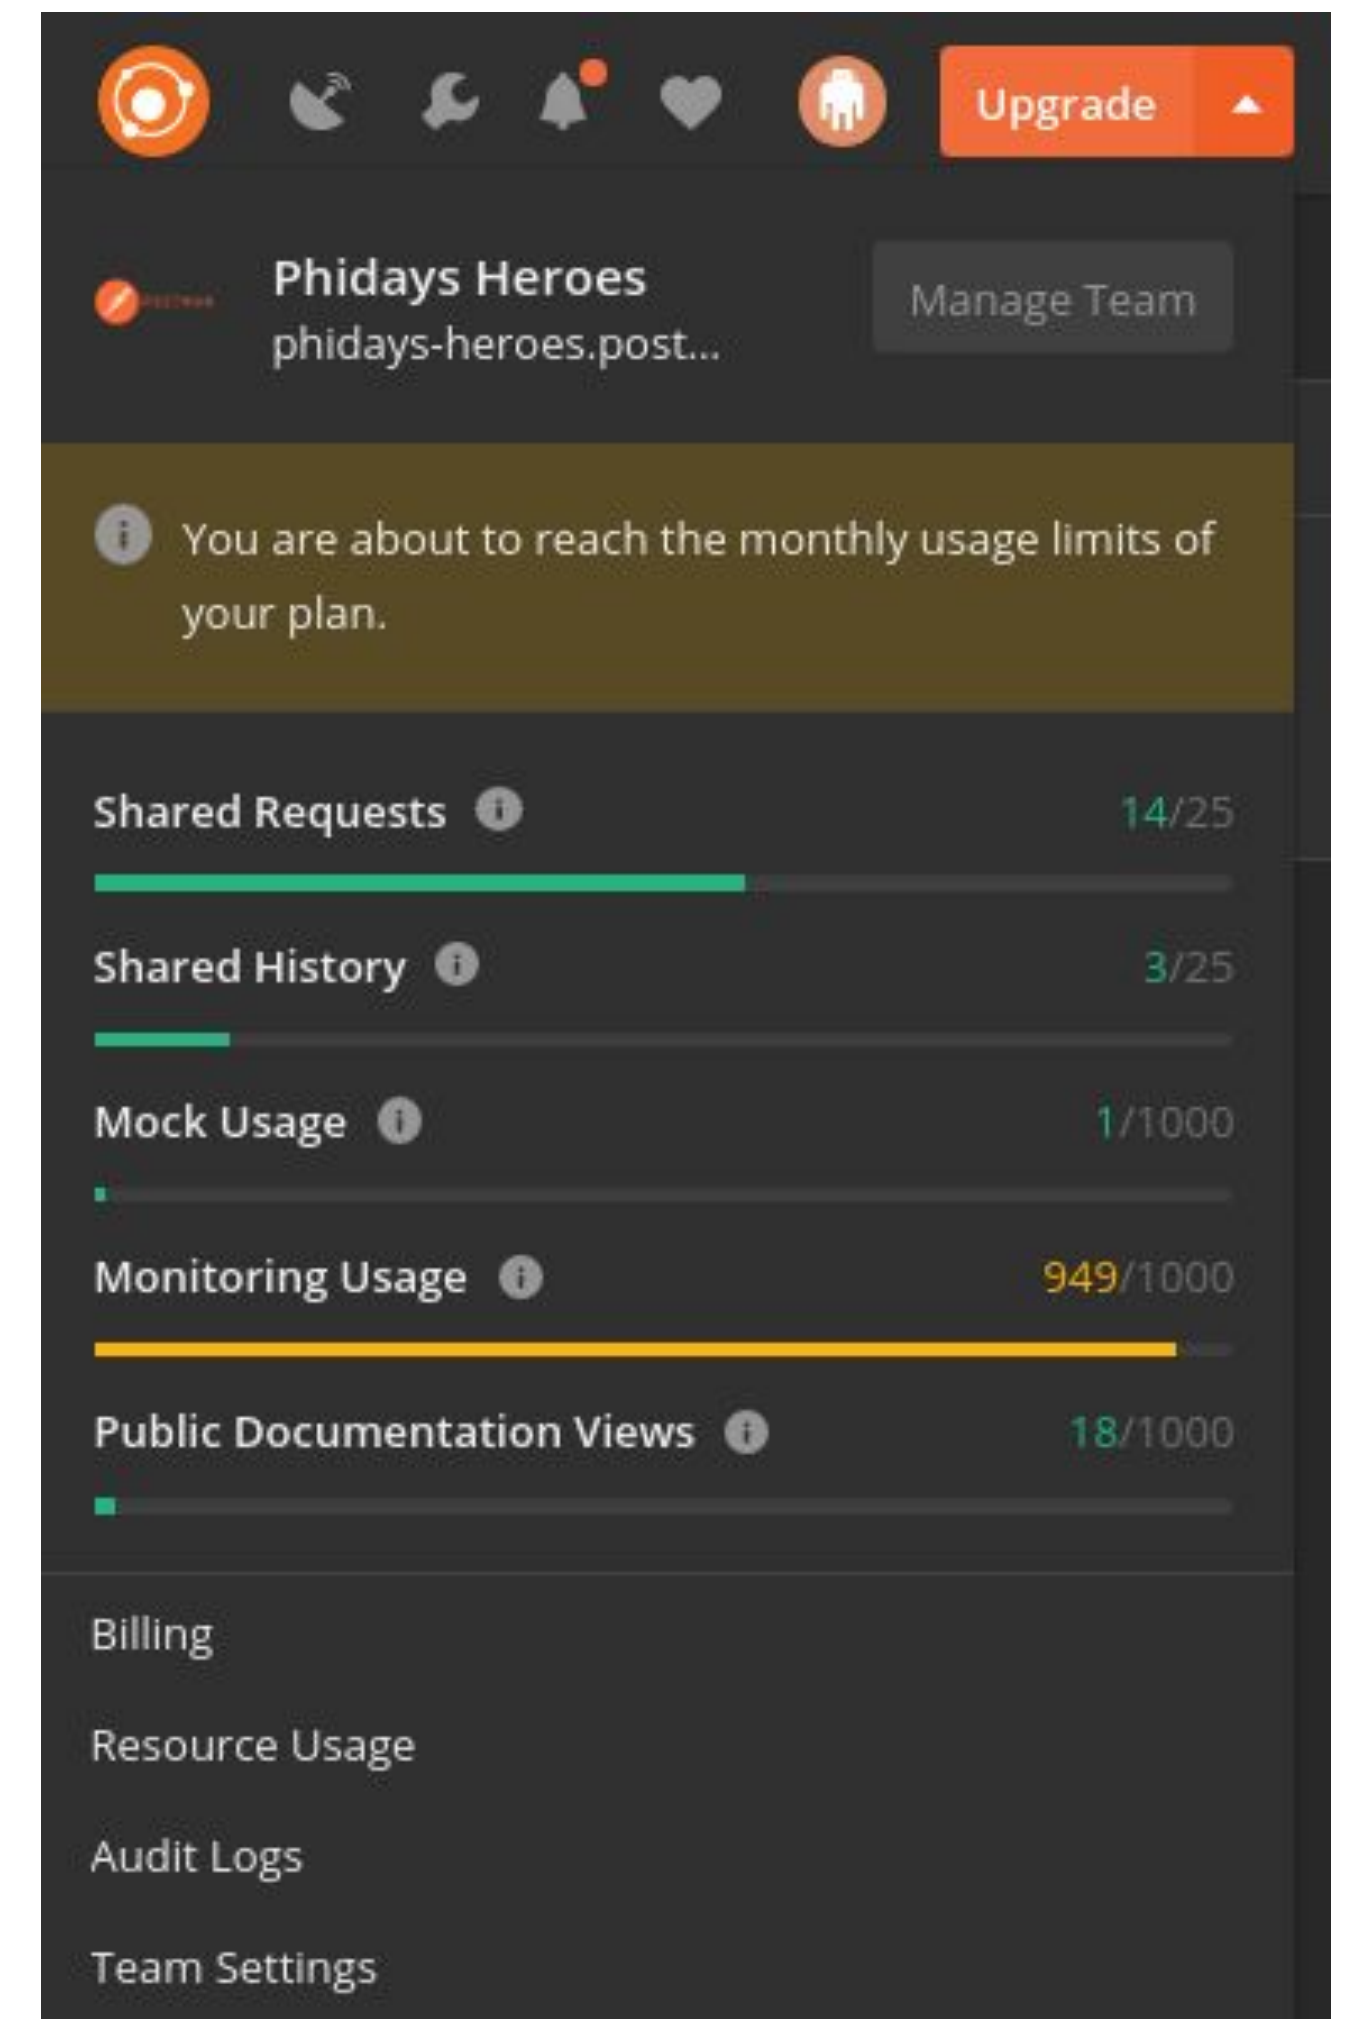 Upgrade
Phidays Heroes
phidays-heroes.post...
Manage Team
You are about to reach the monthly usage limits of
your plan.
Shared Requests 14/25
Shared History 3/25
Mock Usage 1/1000
Monitoring Usage 949/1000
Public Documentation Views 18/1000
Billing
Resource Usage
Audit Logs
Team Settings